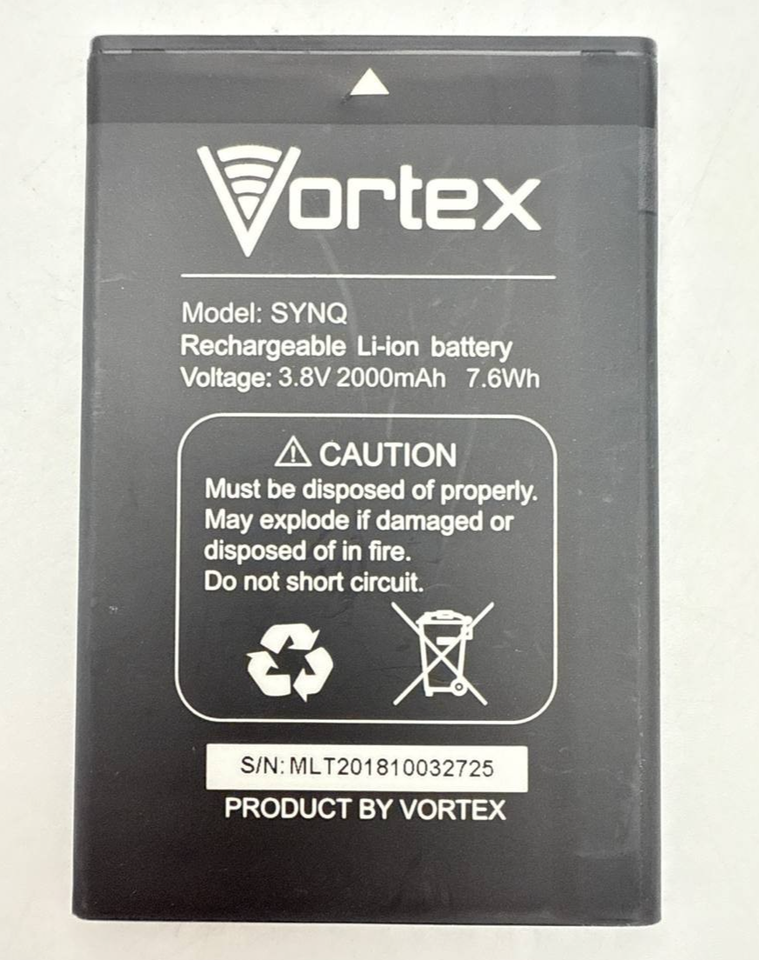 Vortex
Model: SYNQ
Rechargeable Li-ion battery
Voltage: 3.8V 2000mAh 7.6Wh
CAUTION
Must be disposed of properly.
May explode if damaged or
disposed of in fire.
Do not short circuit.
S/N: MLT201810032725
PRODUCT BY VORTEX